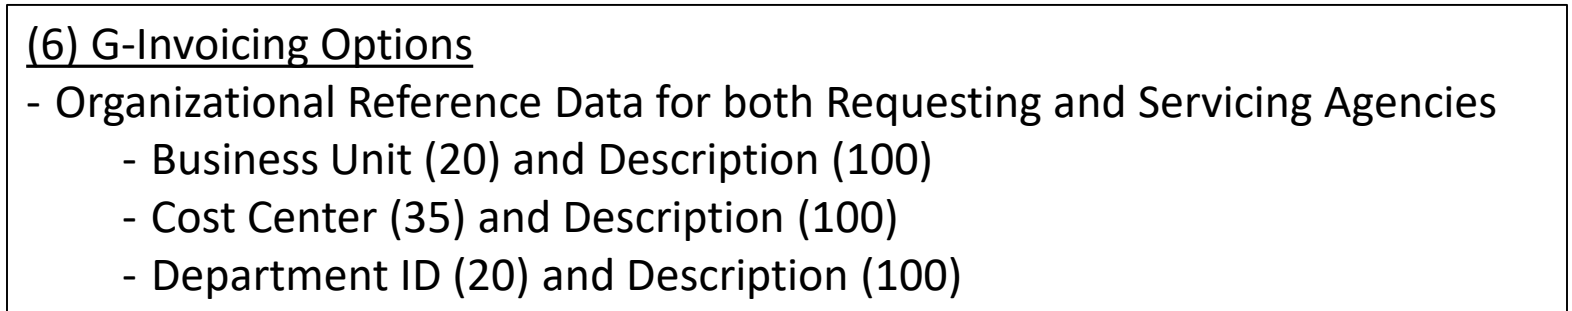 (6) G-Invoicing Options
- Organizational Reference Data for both Requesting and Servicing Agencies
- Business Unit (20) and Description (100)
- Cost Center (35) and Description (100)
- Department ID (20) and Description (100)